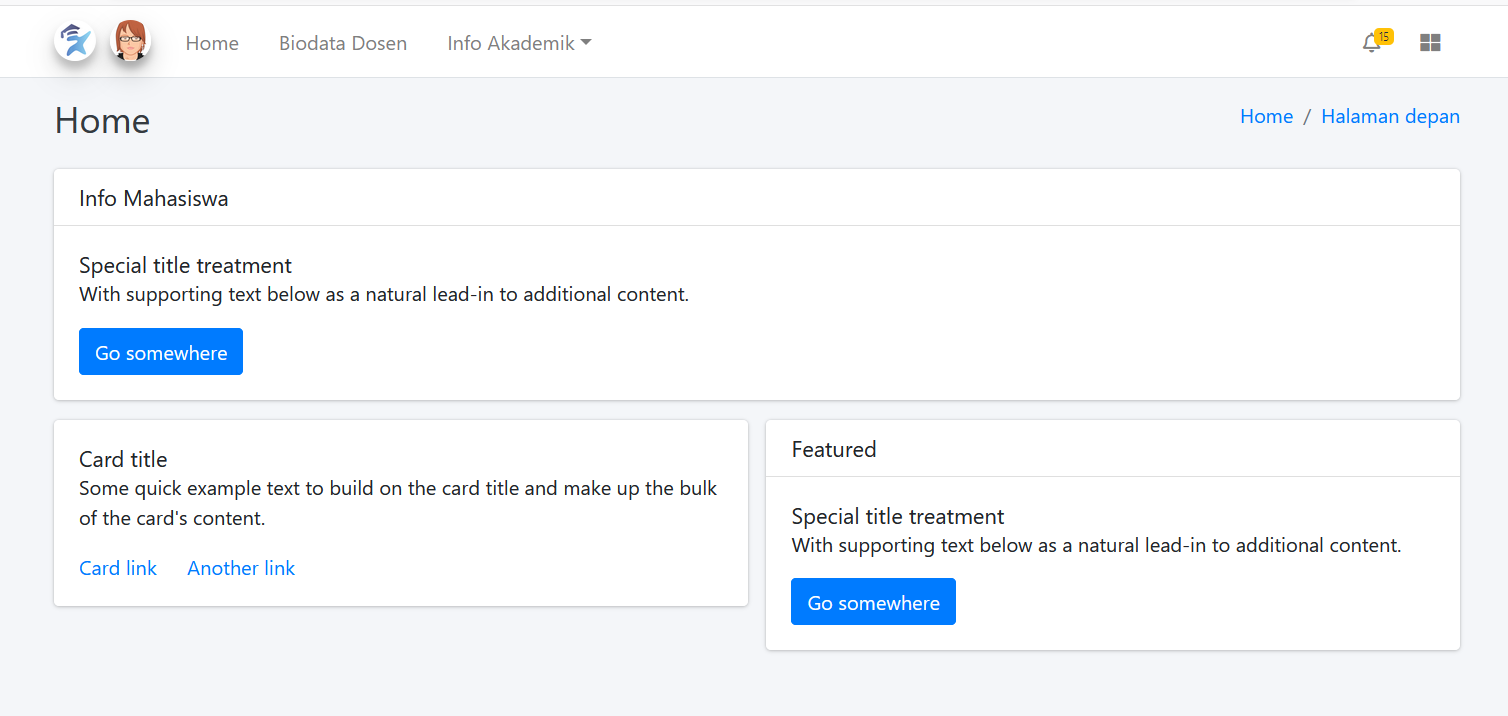 Home
Biodata Dosen
Info Akademik
15
Home
Home / Halaman depan
Info Mahasiswa
Special title treatment
With supporting text below as a natural lead-in to additional content.
Go somewhere
Card title
Some quick example text to build on the card title and make up the bulk
of the card's content.
Card link
Another link
Featured
Special title treatment
With supporting text below as a natural lead-in to additional content.
Go somewhere